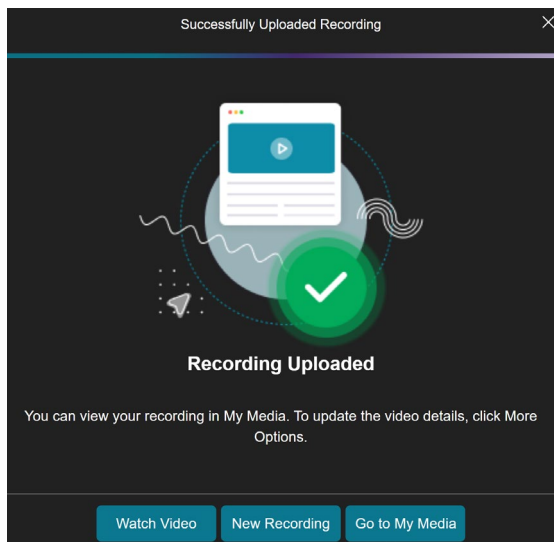 Successfully Uploaded Recording
Recording Uploaded
You can view your recording in My Media. To update the video details, click More
Options.
Watch Video
New Recording
Go to My Media